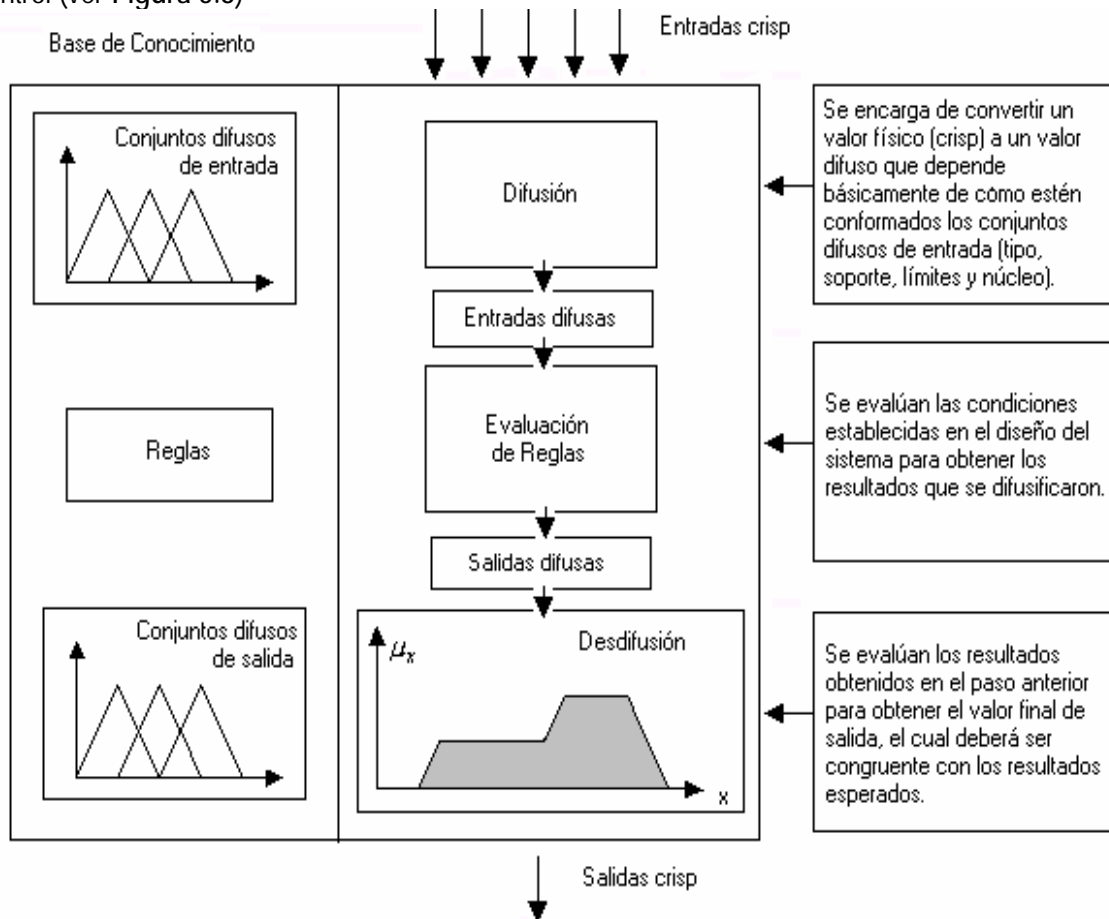 (ver
Base de Conocimiento
Entradas crisp
Conjuntos difusos
de entrada
Difusión
Se encarga de convertir un
valor físico (crisp) a un valor
difuso que depende
básicamente de como estén
conformados los conjuntos
difusos de entrada (tipo,
soporte, límites y núcleo).
Entradas difusas
Reglas
Evaluación
de Reglas
Se evalúan las condiciones
establecidas en el diseño del
sistema para obtener los
resultados que se difusificaron.
Salidas difusas
Conjuntos difusos
de salida
μx
Desdifusión
x
Se evalúan los resultados
obtenidos en el paso anterior
para obtener el valor final de
salida, el cual deberá ser
congruente con los resultados
esperados.
Salidas crisp